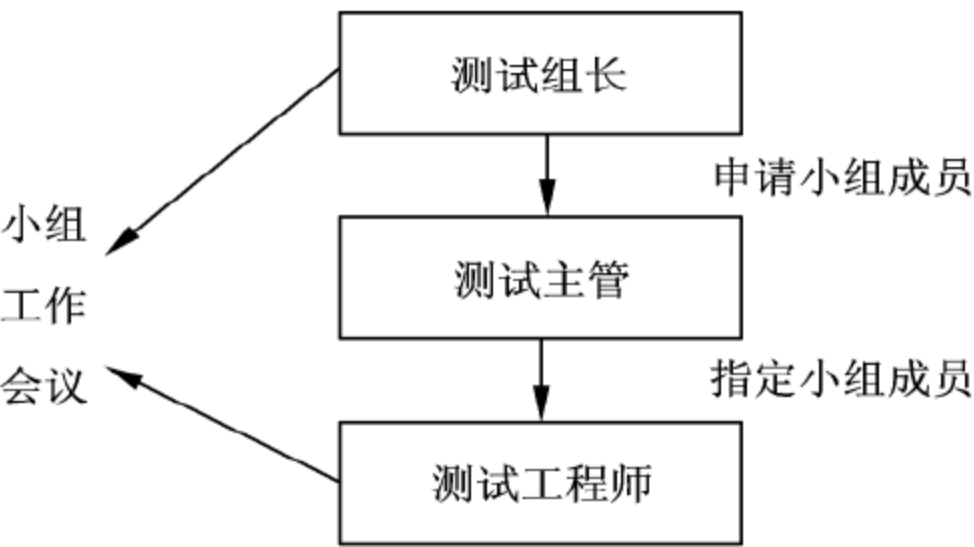 测试组长
申请小组成员
小组
工作
会议
测试主管
指定小组成员
测试工程师